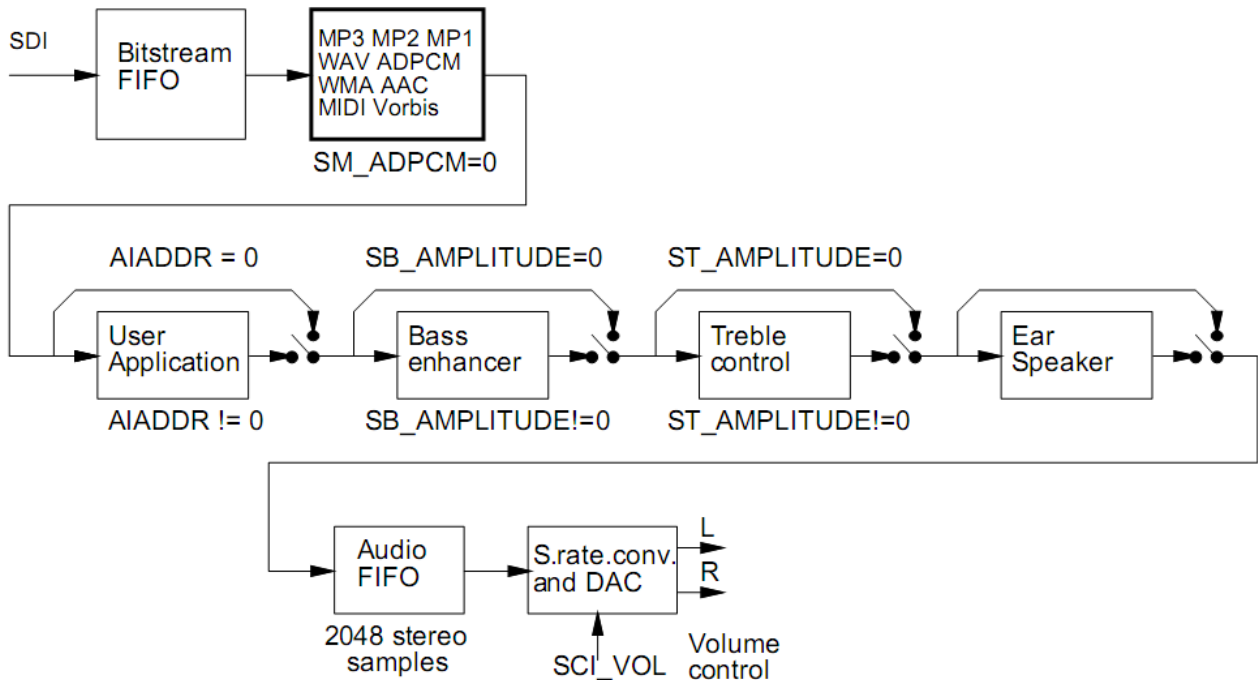 SDI
Bitstream
FIFO
MP3 MP2 MP1
WAV ADPCM
WMA AAC
MIDI Vorbis
SM_ADPCM=0
AIADDR = 0
SB_AMPLITUDE=0
ST_AMPLITUDE=0
User
Application
Bass
enhancer
Treble
control
Ear
Speaker
AIADDR != 0
SB_AMPLITUDE!=0
ST_AMPLITUDE!=0
Audio
FIFO
2048 stereo
samples
S.rate.conv.
and DAC
L
R
SCI_VOL
Volume
control